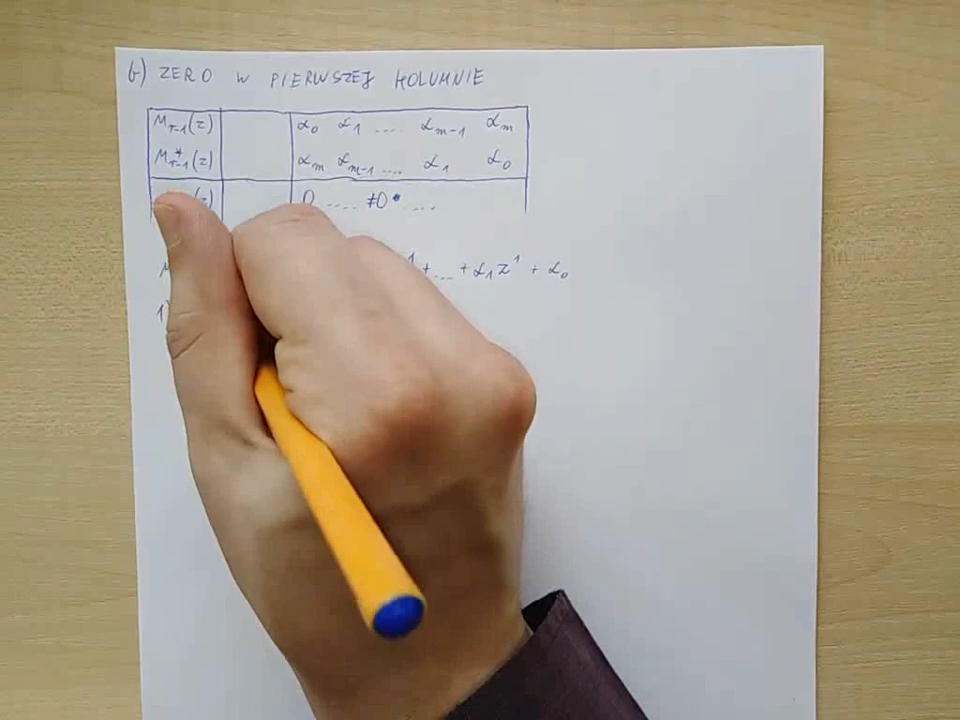 b) ZERO W PIERWSZEJ KOLUMNIE
M_{r-1}(z) α_0 α_1 .... α_{m-1} α_m
M*_{r-1}(z) α_m α_{m-1} .... α_1 α_0
(z) 0 .... ≠0 ....
+ ... + α_1 z^1 + α_0
1)